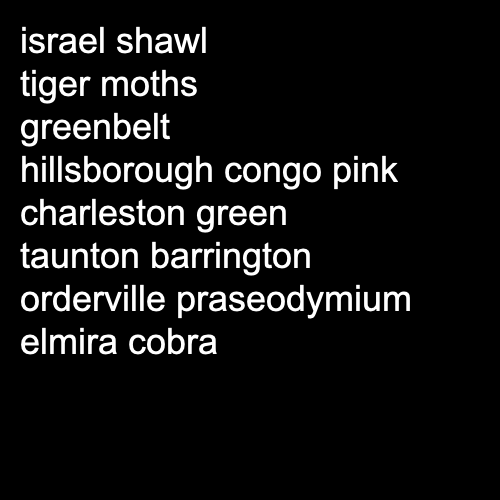 israel shawl
tiger moths
greenbelt
hillsborough congo pink
charleston green
taunton barrington
orderville praseodymium
elmira cobra